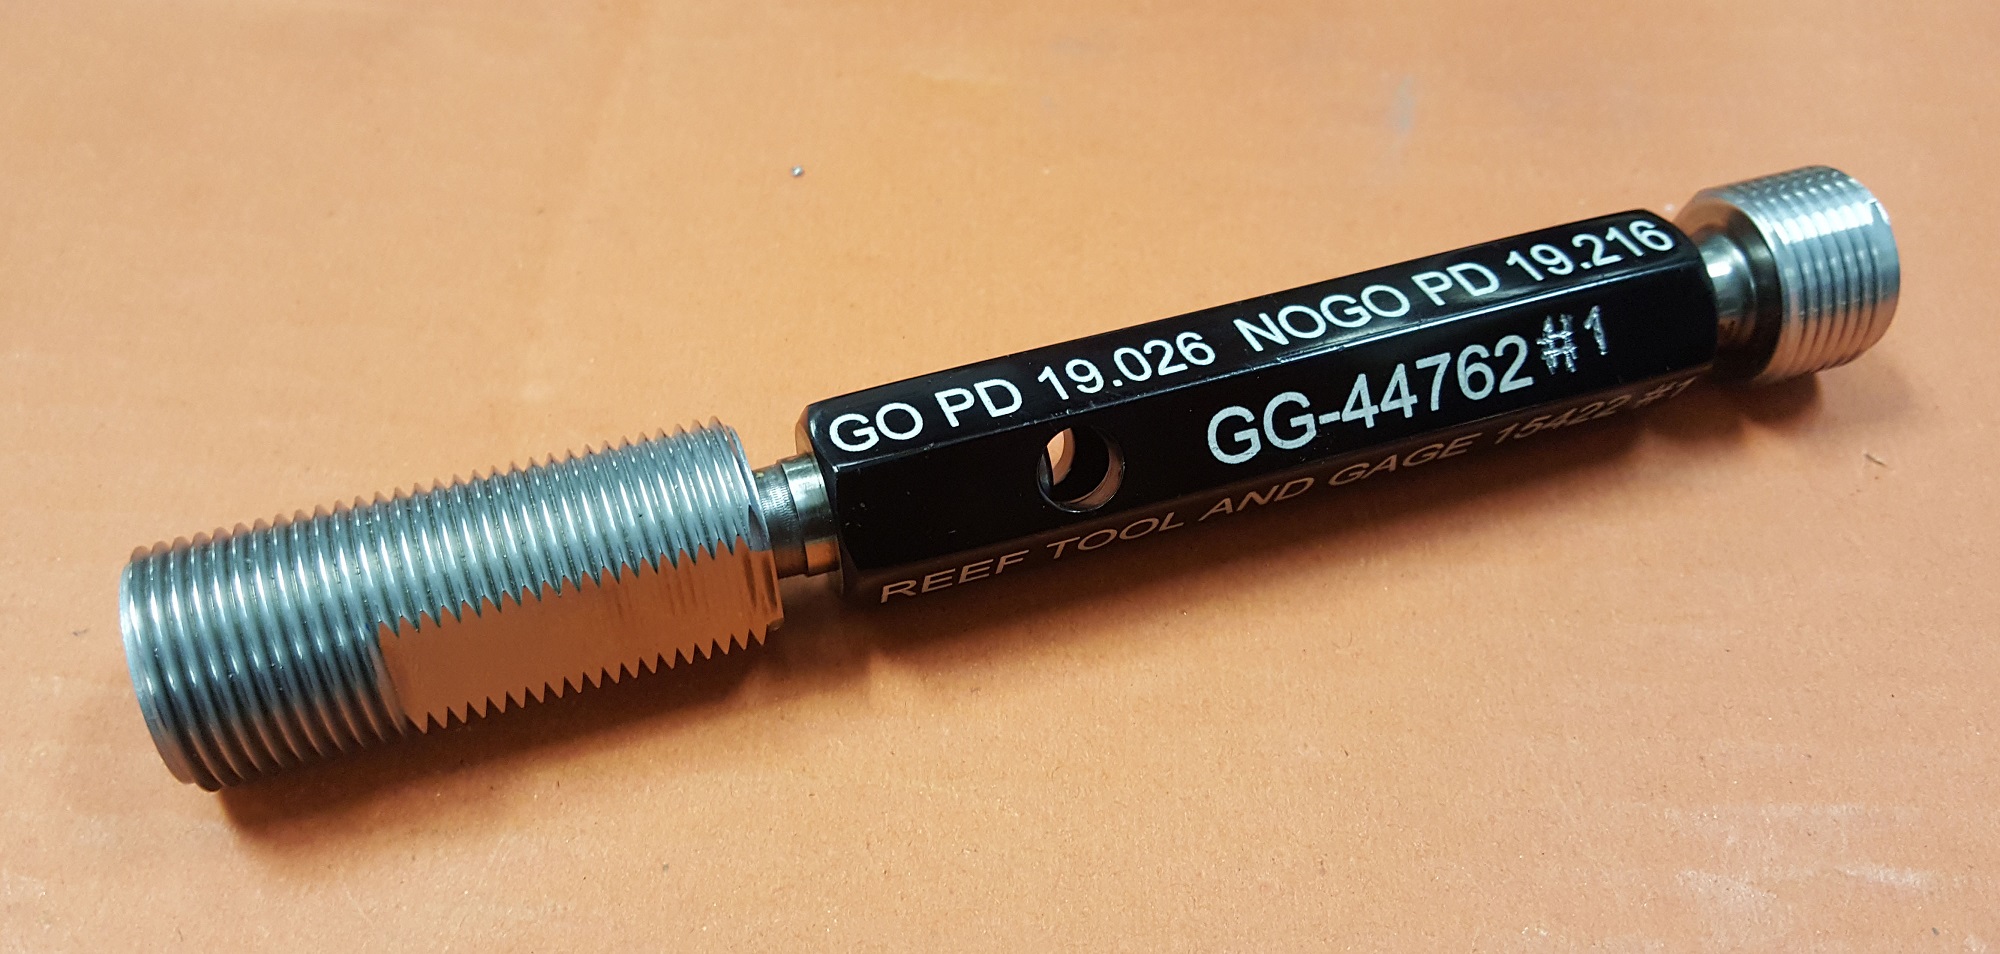 GO PD 19.026 NOGO PD 19.216
GG-44762#1
REEF TOOL AND GAGE 15422 #1